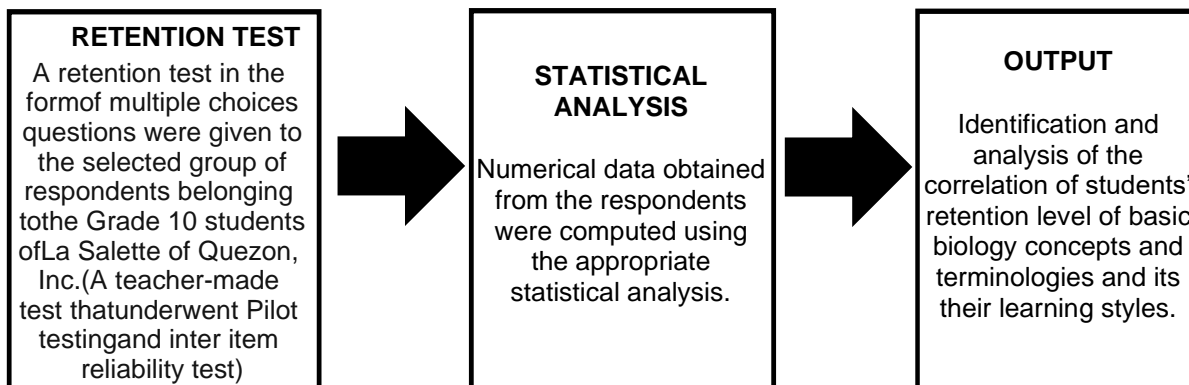 RETENTION TEST
A retention test in the
formof multiple choices
questions were given to
the selected group of
respondents belonging
tothe Grade 10 students
ofLa Salette of Quezon,
Inc.(A teacher-made
test thatunderwent Pilot
testingand inter item
reliability test)
STATISTICAL
ANALYSIS
Numerical data obtained
from the respondents
were computed using
the appropriate
statistical analysis.
OUTPUT
Identification and
analysis of the
correlation of students’
retention level of basic
biology concepts and
terminologies and its
their learning styles.